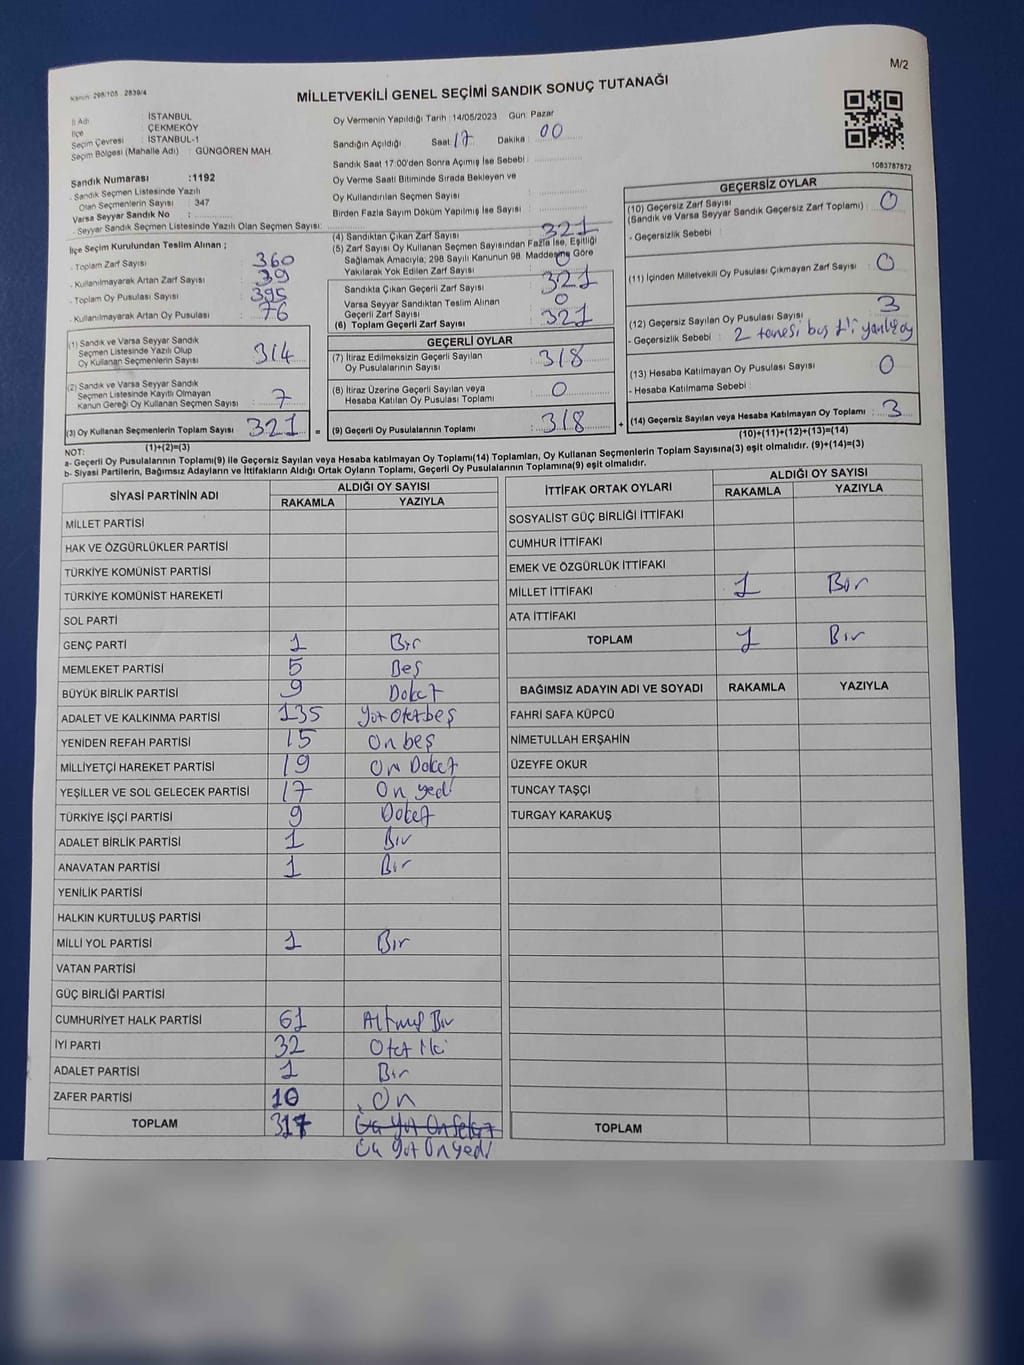 M/2
Kanun 298/105 2839/4
MİLLETVEKİLİ GENEL SEÇİMİ SANDIK SONUÇ TUTANAĞI
İl Adı : İSTANBUL
İlçe : ÇEKMEKÖY
Seçim Çevresi : İSTANBUL-1
Seçim Bölgesi (Mahalle Adı) : GÜNGÖREN MAH.
Oy Vermenin Yapıldığı Tarih :14/05/2023 Gün: Pazar
Sandığın Açıldığı Saat : 17 Dakika : 00
Sandık Saat 17:00'den Sonra Açımış İse Sebebi :
Oy Verme Saati Bitiminde Sırada Bekleyen ve
Oy Kullandırılan Seçmen Sayısı :
Birden Fazla Sayım Döküm Yapılmış İse Sayısı :
1083787872
Sandık Numarası :1192
- Sandık Seçmen Listesinde Yazılı
Olan Seçmenlerin Sayısı : 347
Varsa Seyyar Sandık No :
- Seyyar Seçmen Listesinde Yazılı Olan Seçmen Sayısı:
İlçe Seçim Kurulundan Teslim Alınan ;
- Toplam Zarf Sayısı : 360
- Kullanılmayarak Artan Zarf Sayısı : 39
- Toplam Oy Pusulası Sayısı : 395
- Kullanılmayarak Artan Oy Pusulası : 76
(1) Sandık ve Varsa Seyyar Sandık
Seçmen Listesinde Yazılı Olup
Oy Kullanan Seçmenlerin Sayısı : 314
(2) Sandık ve Varsa Seyyar Sandık
Seçmen Listesinde Kayıtlı Olmayan
Kanun Gereği Oy Kullanan Seçmen Sayısı : 7
(3) Oy Kullanan Seçmenlerin Toplam Sayısı : 321
(1)+(2)=(3)
(4) Sandıktan Çıkan Zarf Sayısı : 321
(5) Zarf Sayısı Oy Kullanan Seçmen Sayısından Fazla İse, Eşitliği
Sağlamak Amacıyla, 298 Sayılı Kanunun 98. Maddesine Göre
Yakılarak Yok Edilen Zarf Sayısı : 0
Sandıkta Çıkan Geçerli Zarf Sayısı : 321
Varsa Seyyar Sandıktan Teslim Alınan
Geçerli Zarf Sayısı : 0
(6) Toplam Geçerli Zarf Sayısı : 321
GEÇERLİ OYLAR
(7) İtiraz Edilmeksizin Geçerli Sayılan
Oy Pusulalarının Sayısı : 318
(8) İtiraz Üzerine Geçerli Sayılan veya
Hesaba Katılan Oy Pusulası Toplamı : 0
= (9) Geçerli Oy Pusulalarının Toplamı : 318
GEÇERSİZ OYLAR
(10) Geçersiz Zarf Sayısı : 0
(Sandık ve Varsa Seyyar Sandık Geçersiz Zarf Toplamı)
- Geçersizlik Sebebi :
(11) İçinden Milletvekili Oy Pusulası Çıkmayan Zarf Sayısı : 0
(12) Geçersiz Sayılan Oy Pusulası Sayısı : 3
- Geçersizlik Sebebi : 2 tanesi boş 1'i yanlış oy
(13) Hesaba Katılmayan Oy Pusulası Sayısı : 0
- Hesaba Katılmama Sebebi :
+ (14) Geçersiz Sayılan veya Hesaba Katılmayan Oy Toplamı : 3
(10)+(11)+(12)+(13)=(14)
NOT:
a- Geçerli Oy Pusulalarının Toplamı(9) ile Geçersiz Sayılan veya Hesaba katılmayan Oy Toplamı(14) Toplamları, Oy Kullanan Seçmenlerin Toplam Sayısına(3) eşit olmalıdır. (9)+(14)=(3)
b- Siyasi Partilerin, Bağımsız Adayların ve İttifakların Aldığı Ortak Oyların Toplamı, Geçerli Oy Pusulalarının Toplamına(9) eşit olmalıdır.
SİYASİ PARTİNİN ADI ALDIĞI OY SAYISI
RAKAMLA YAZIYLA
MİLLET PARTİSİ
HAK VE ÖZGÜRLÜKLER PARTİSİ
TÜRKİYE KOMÜNİST PARTİSİ
TÜRKİYE KOMÜNİST HAREKETİ
SOL PARTİ
GENÇ PARTİ 1 Bir
MEMLEKET PARTİSİ 5 Beş
BÜYÜK BİRLİK PARTİSİ 9 Dokuz
ADALET VE KALKINMA PARTİSİ 135 Yüz Otuz beş
YENİDEN REFAH PARTİSİ 15 On beş
MİLLİYETÇİ HAREKET PARTİSİ 19 On Dokuz
YEŞİLLER VE SOL GELECEK PARTİSİ 17 On yedi
TÜRKİYE İŞÇİ PARTİSİ 9 Dokuz
ADALET BİRLİK PARTİSİ 1 Bir
ANAVATAN PARTİSİ 1 Bir
YENİLİK PARTİSİ
HALKIN KURTULUŞ PARTİSİ
MİLLİ YOL PARTİSİ 1 Bir
VATAN PARTİSİ
GÜÇ BİRLİĞİ PARTİSİ
CUMHURİYET HALK PARTİSİ 61 Altmış Bir
İYİ PARTİ 32 Otuz İki
ADALET PARTİSİ 1 Bir
ZAFER PARTİSİ 10 On
TOPLAM 317 Üç Yüz On Sekiz
Üç Yüz On yedi
İTTİFAK ORTAK OYLARI ALDIĞI OY SAYISI
RAKAMLA YAZIYLA
SOSYALİST GÜÇ BİRLİĞİ İTTİFAKI
CUMHUR İTTİFAKI
EMEK VE ÖZGÜRLÜK İTTİFAKI
MİLLET İTTİFAKI 1 Bir
ATA İTTİFAKI
TOPLAM 1 Bir
BAĞIMSIZ ADAYIN ADI VE SOYADI RAKAMLA YAZIYLA
FAHRİ SAFA KÜPCÜ
NİMETULLAH ERŞAHİN
ÜZEYFE OKUR
TUNCAY TAŞÇI
TURGAY KARAKUŞ
TOPLAM